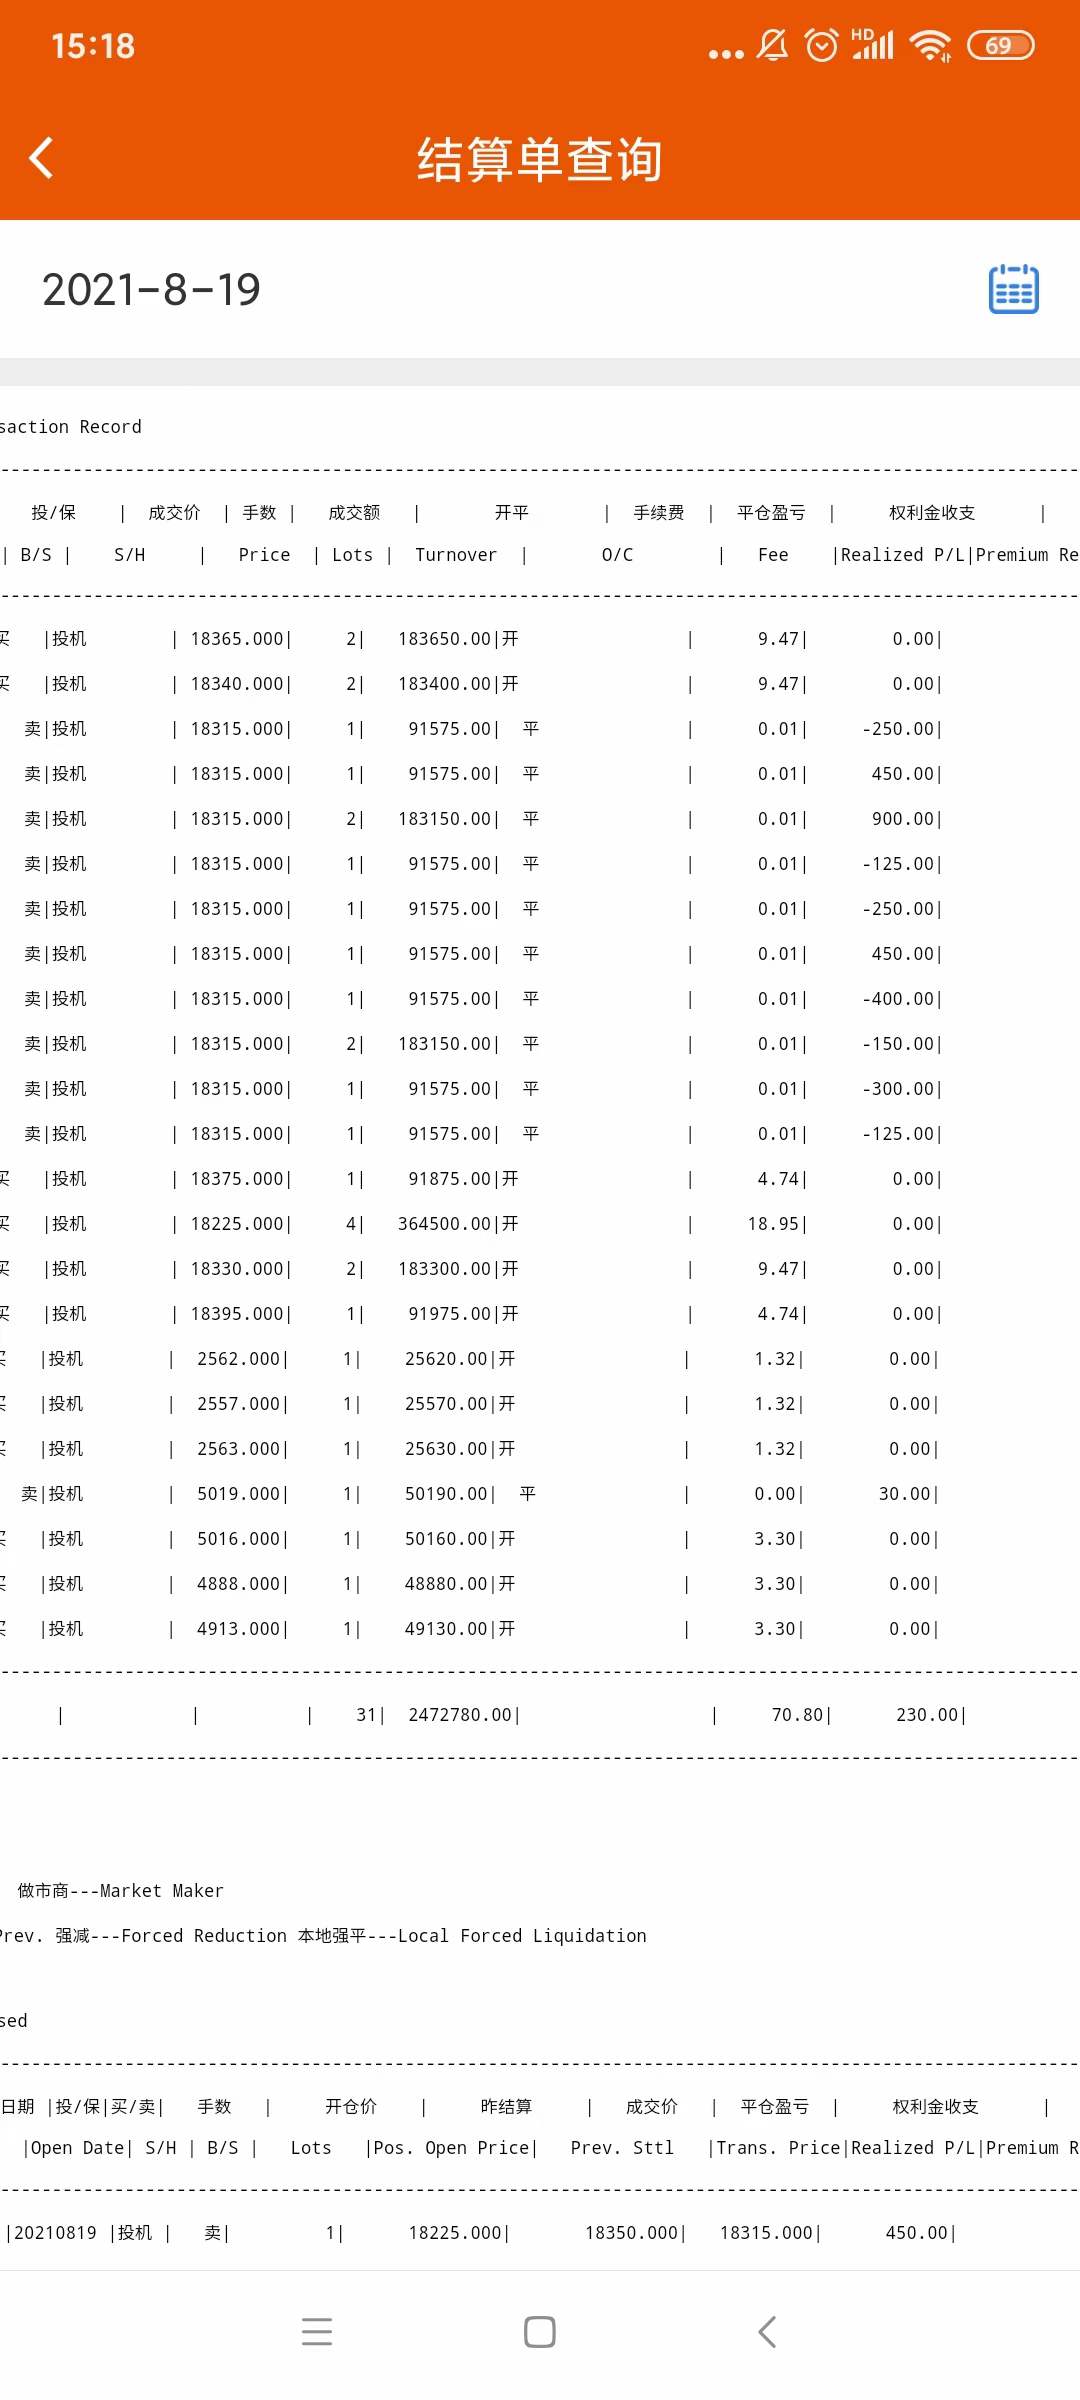 15:18
HD
69
结算单查询
2021-8-19
saction Record
投/保 | 成交价 | 手数 | 成交额 | 开平 | 手续费 | 平仓盈亏 | 权利金收支 |
| B/S | S/H | Price | Lots | Turnover | O/C | Fee |Realized P/L|Premium Re
买 |投机 | 18365.000| 2| 183650.00|开 | 9.47| 0.00|
买 |投机 | 18340.000| 2| 183400.00|开 | 9.47| 0.00|
卖|投机 | 18315.000| 1| 91575.00| 平 | 0.01| -250.00|
卖|投机 | 18315.000| 1| 91575.00| 平 | 0.01| 450.00|
卖|投机 | 18315.000| 2| 183150.00| 平 | 0.01| 900.00|
卖|投机 | 18315.000| 1| 91575.00| 平 | 0.01| -125.00|
卖|投机 | 18315.000| 1| 91575.00| 平 | 0.01| -250.00|
卖|投机 | 18315.000| 1| 91575.00| 平 | 0.01| 450.00|
卖|投机 | 18315.000| 1| 91575.00| 平 | 0.01| -400.00|
卖|投机 | 18315.000| 2| 183150.00| 平 | 0.01| -150.00|
卖|投机 | 18315.000| 1| 91575.00| 平 | 0.01| -300.00|
卖|投机 | 18315.000| 1| 91575.00| 平 | 0.01| -125.00|
买 |投机 | 18375.000| 1| 91875.00|开 | 4.74| 0.00|
买 |投机 | 18225.000| 4| 364500.00|开 | 18.95| 0.00|
买 |投机 | 18330.000| 2| 183300.00|开 | 9.47| 0.00|
买 |投机 | 18395.000| 1| 91975.00|开 | 4.74| 0.00|
买 |投机 | 2562.000| 1| 25620.00|开 | 1.32| 0.00|
买 |投机 | 2557.000| 1| 25570.00|开 | 1.32| 0.00|
买 |投机 | 2563.000| 1| 25630.00|开 | 1.32| 0.00|
卖|投机 | 5019.000| 1| 50190.00| 平 | 0.00| 30.00|
买 |投机 | 5016.000| 1| 50160.00|开 | 3.30| 0.00|
买 |投机 | 4888.000| 1| 48880.00|开 | 3.30| 0.00|
买 |投机 | 4913.000| 1| 49130.00|开 | 3.30| 0.00|
| | | 31| 2472780.00| | 70.80| 230.00|
做市商---Market Maker
Prev. 强减---Forced Reduction 本地强平---Local Forced Liquidation
sed
日期 |投/保|买/卖| 手数 | 开仓价 | 昨结算 | 成交价 | 平仓盈亏 | 权利金收支 |
|Open Date| S/H | B/S | Lots |Pos. Open Price| Prev. Sttl |Trans. Price|Realized P/L|Premium R
|20210819 |投机 | 卖| 1| 18225.000| 18350.000| 18315.000| 450.00|